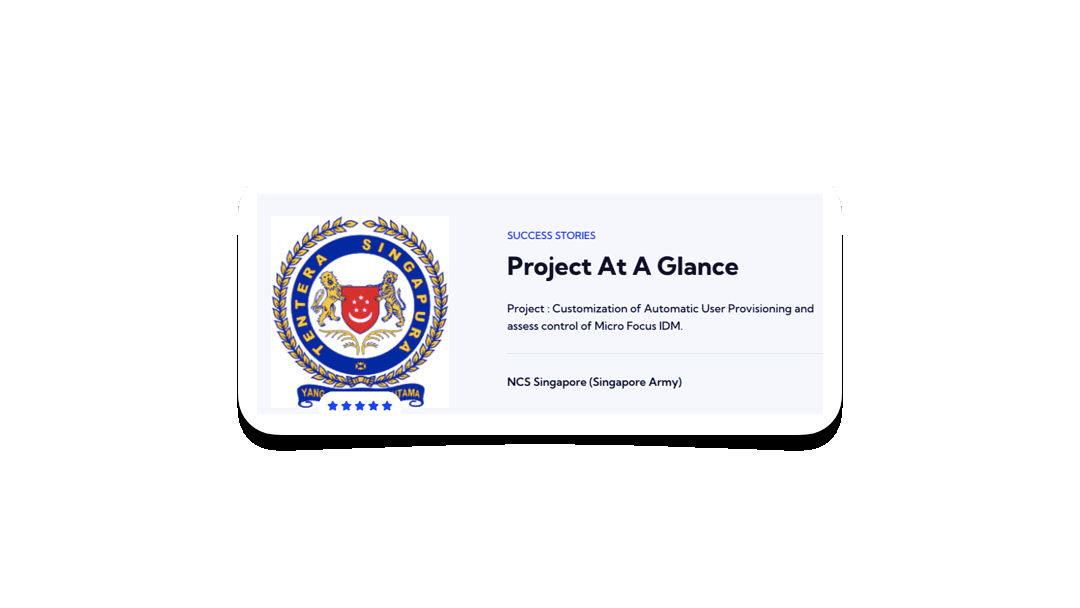 TENTERA SINGAPURA
YANG TAMA
SUCCESS STORIES
Project At A Glance
Project : Customization of Automatic User Provisioning and
assess control of Micro Focus IDM.
NCS Singapore (Singapore Army)